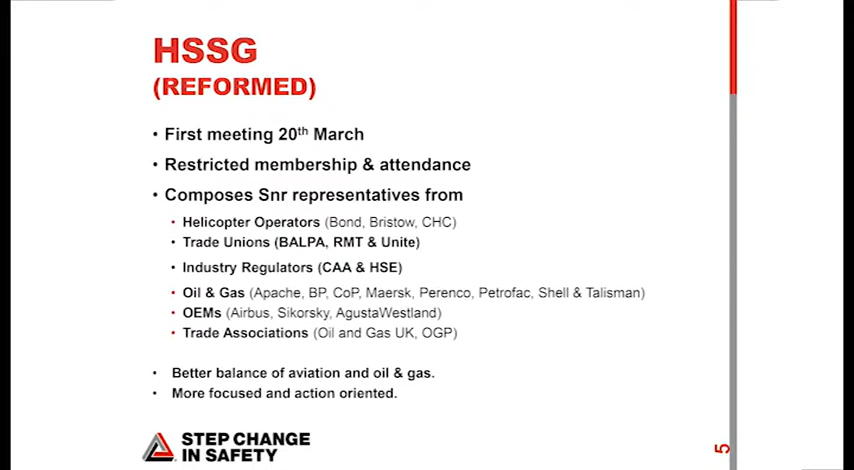 HSSG
(REFORMED)
• First meeting 20th March
• Restricted membership & attendance
• Composes Snr representatives from
• Helicopter Operators (Bond, Bristow, CHC)
• Trade Unions (BALPA, RMT & Unite)
• Industry Regulators (CAA & HSE)
• Oil & Gas (Apache, BP, CoP, Maersk, Perenco, Petrofac, Shell & Talisman)
• OEMs (Airbus, Sikorsky, AgustaWestland)
• Trade Associations (Oil and Gas UK, OGP)
• Better balance of aviation and oil & gas.
• More focused and action oriented.
STEP CHANGE
IN SAFETY
5